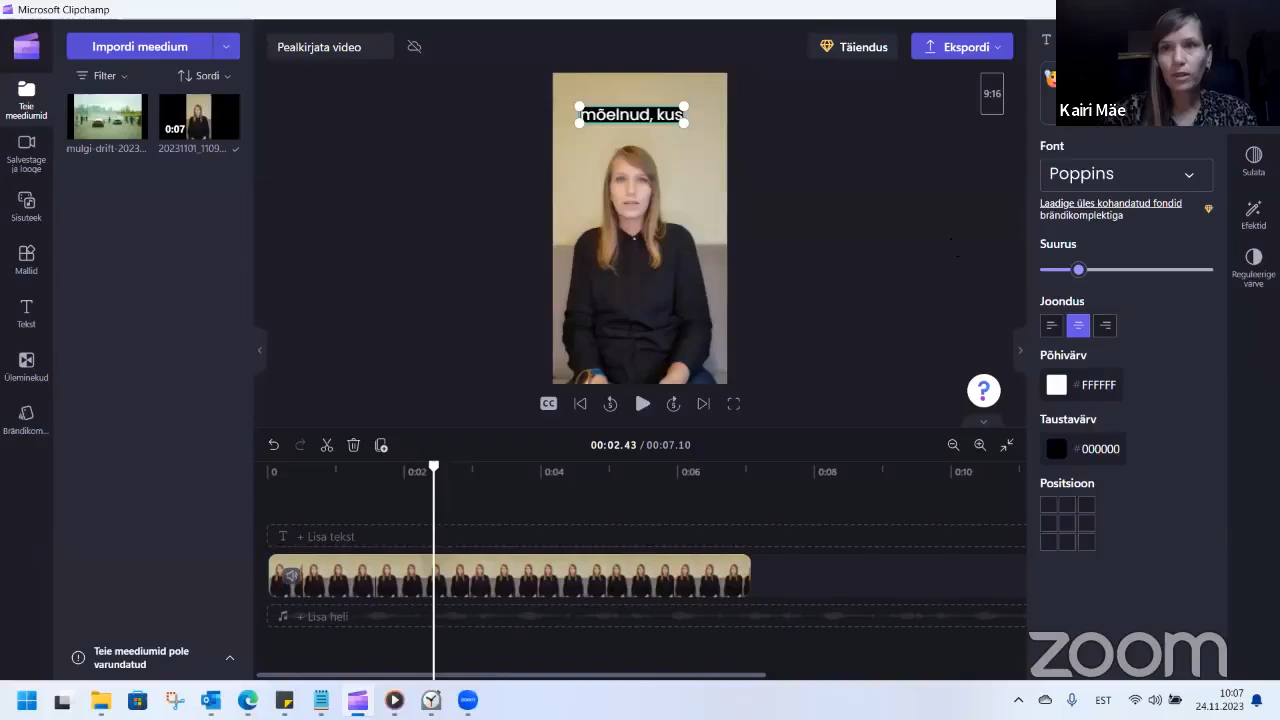 Microsoft Clipchamp
Impordi meedium
Pealkirjata video
Täiendus
Ekspordi
T
Kairi Mäe
Filter
Sordi
Teie
meediumid
0:07
mulgi-drift-2023...
20231101_1109...
Salvestage
ja looge
Sisuteek
Mallid
Tekst
Üleminekud
Brändikom...
mõelnud, kus
9:16
Font
Poppins
Laadige üles kohandatud fondid
brändikomplektiga
Suurus
Joondus
Põhivärv
# FFFFFF
Taustavärv
# 000000
Positsioon
Sulata
Efektid
Reguleerige
värve
CC
5
5
?
00:02.43 / 00:07.10
0
0:02
0:04
0:06
0:08
0:10
T + Lisa tekst
+ Lisa heli
Teie meediumid pole
varundatud
zoom
zoom
EST
10:07
24.11.2023